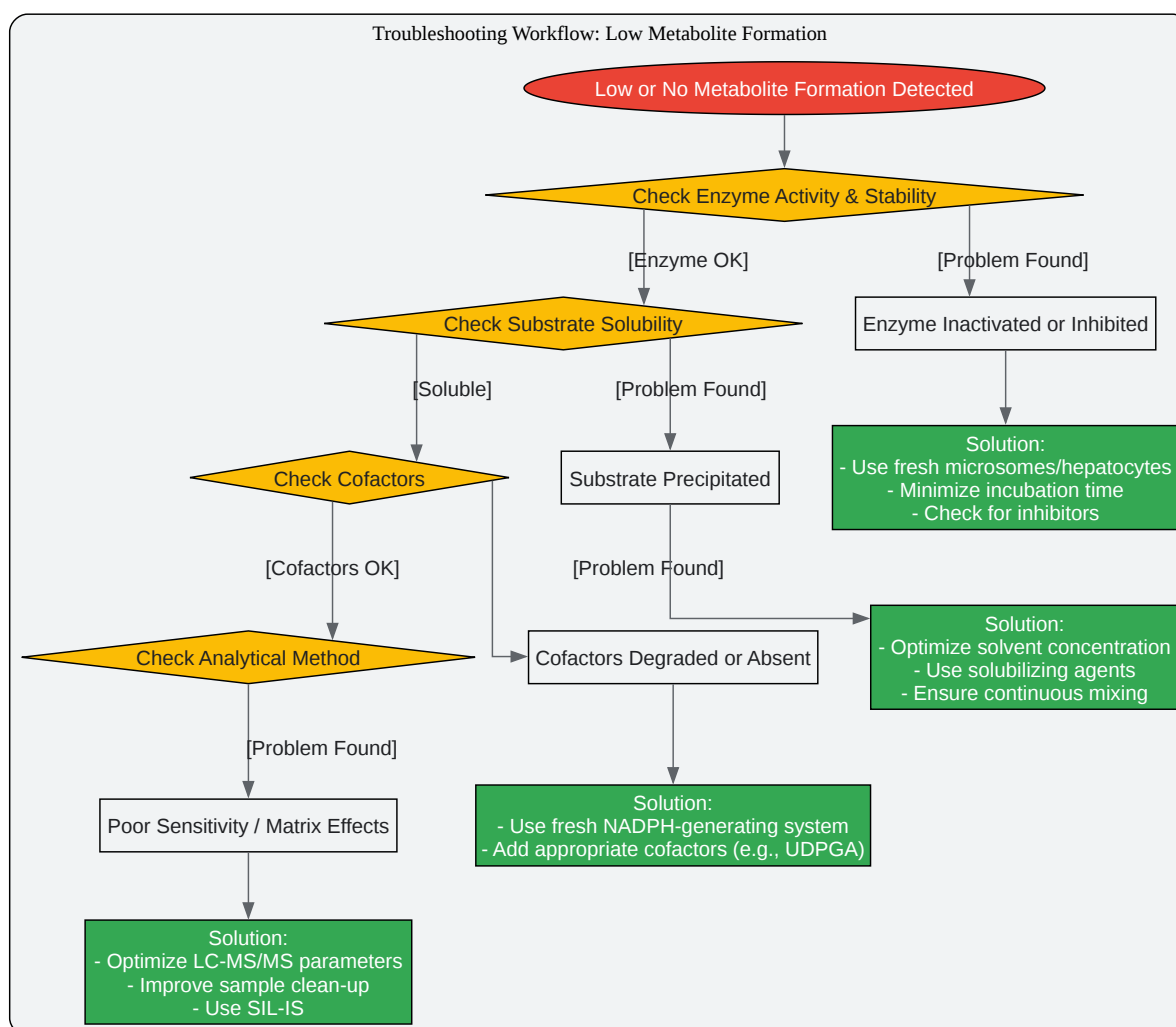 Troubleshooting Workflow: Low Metabolite Formation
Low or No Metabolite Formation Detected
Check Enzyme Activity & Stability
[Enzyme OK]
[Problem Found]
Check Substrate Solubility
Enzyme Inactivated or Inhibited
[Soluble]
[Problem Found]
Solution:
- Use fresh microsomes/hepatocytes
- Minimize incubation time
- Check for inhibitors
Check Cofactors
Substrate Precipitated
[Cofactors OK]
[Problem Found]
Solution:
- Optimize solvent concentration
- Use solubilizing agents
- Ensure continuous mixing
Check Analytical Method
Cofactors Degraded or Absent
[Problem Found]
Poor Sensitivity / Matrix Effects
Solution:
- Use fresh NADPH-generating system
- Add appropriate cofactors (e.g., UDPGA)
Solution:
- Optimize LC-MS/MS parameters
- Improve sample clean-up
- Use SIL-IS